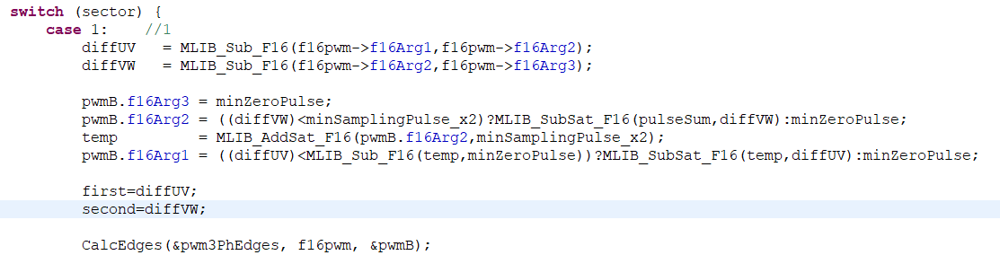 switch (sector) {
    case 1:    //1
        diffUV   = MLIB_Sub_F16(f16pwm->f16Arg1,f16pwm->f16Arg2);
        diffVW   = MLIB_Sub_F16(f16pwm->f16Arg2,f16pwm->f16Arg3);

        pwmB.f16Arg3 = minZeroPulse;
        pwmB.f16Arg2 = ((diffVW)<minSamplingPulse_x2)?MLIB_SubSat_F16(pulseSum,diffVW):minZeroPulse;
        temp         = MLIB_AddSat_F16(pwmB.f16Arg2,minSamplingPulse_x2);
        pwmB.f16Arg1 = ((diffUV)<MLIB_Sub_F16(temp,minZeroPulse))?MLIB_SubSat_F16(temp,diffUV):minZeroPulse;

        first=diffUV;
        second=diffVW;

        CalcEdges(&pwm3PhEdges, f16pwm, &pwmB);